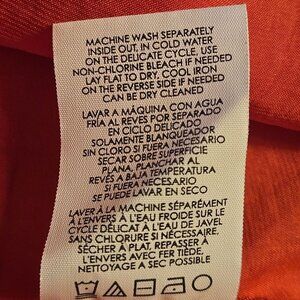 MACHINE WASH SEPARATELY
INSIDE OUT, IN COLD WATER
ON THE DELICATE CYCLE, USE
NON-CHLORINE BLEACH IF NEEDED
LAY FLAT TO DRY, COOL IRON
ON THE REVERSE SIDE IF NEEDED
CAN BE DRY CLEANED
LAVAR A MÁQUINA CON AGUA
FRÍA AL REVES POR SEPARADO
EN CICLO DELICADO
SOLAMENTE BLANQUEADOR
SIN CLORO SI FUERA NECESARIO
SECAR SOBRE SUPERFICIE
PLANA. PLANCHAR AL
REVÉS A BAJA TEMPERATURA
SI FUERA NECESARIO
SE PUEDE LAVAR EN SECO
LAVER À LA MACHINE SÉPARÉMENT
À L'ENVERS À L'EAU FROIDE SUR LE
CYCLE DÉLICAT À L'EAU DE JAVEL
SANS CHLORURE SI NÉCESSAIRE,
SÉCHER À PLAT, REPASSER À
L'ENVERS AVEC FER TIÈDE,
NETTOYAGE A SEC POSSIBLE